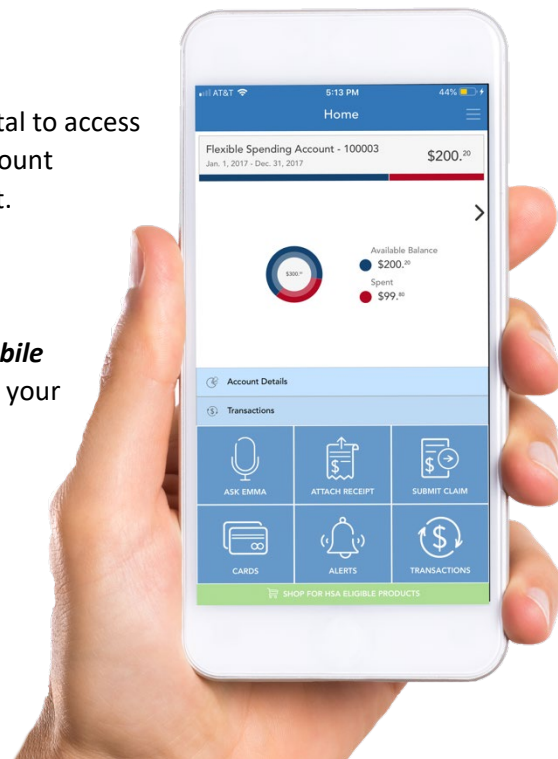 tal to access
ount
t.
bile
your
AT&T 5:13 PM 44%
Home
Flexible Spending Account - 100003
Jan. 1, 2017 - Dec. 31, 2017
$200.20
Available Balance
$200.20
Spent
$99.80
$300.
Account Details
Transactions
ASK EMMA ATTACH RECEIPT SUBMIT CLAIM
CARDS ALERTS TRANSACTIONS
SHOP FOR HSA ELIGIBLE PRODUCTS